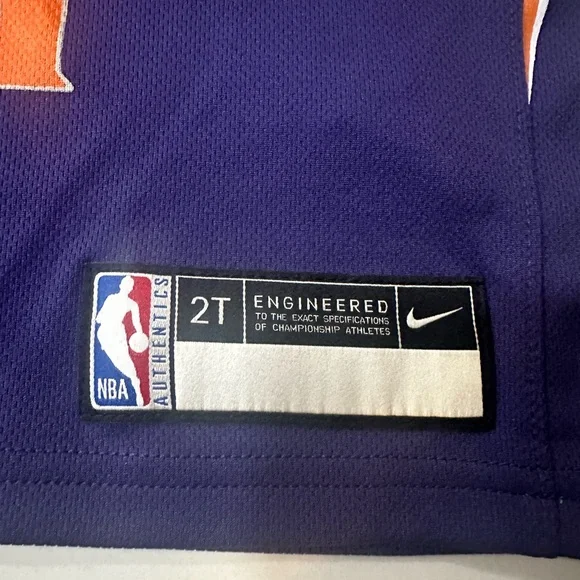 NBA
AUTHENTICS
2T
ENGINEERED
TO THE EXACT SPECIFICATIONS
OF CHAMPIONSHIP ATHLETES